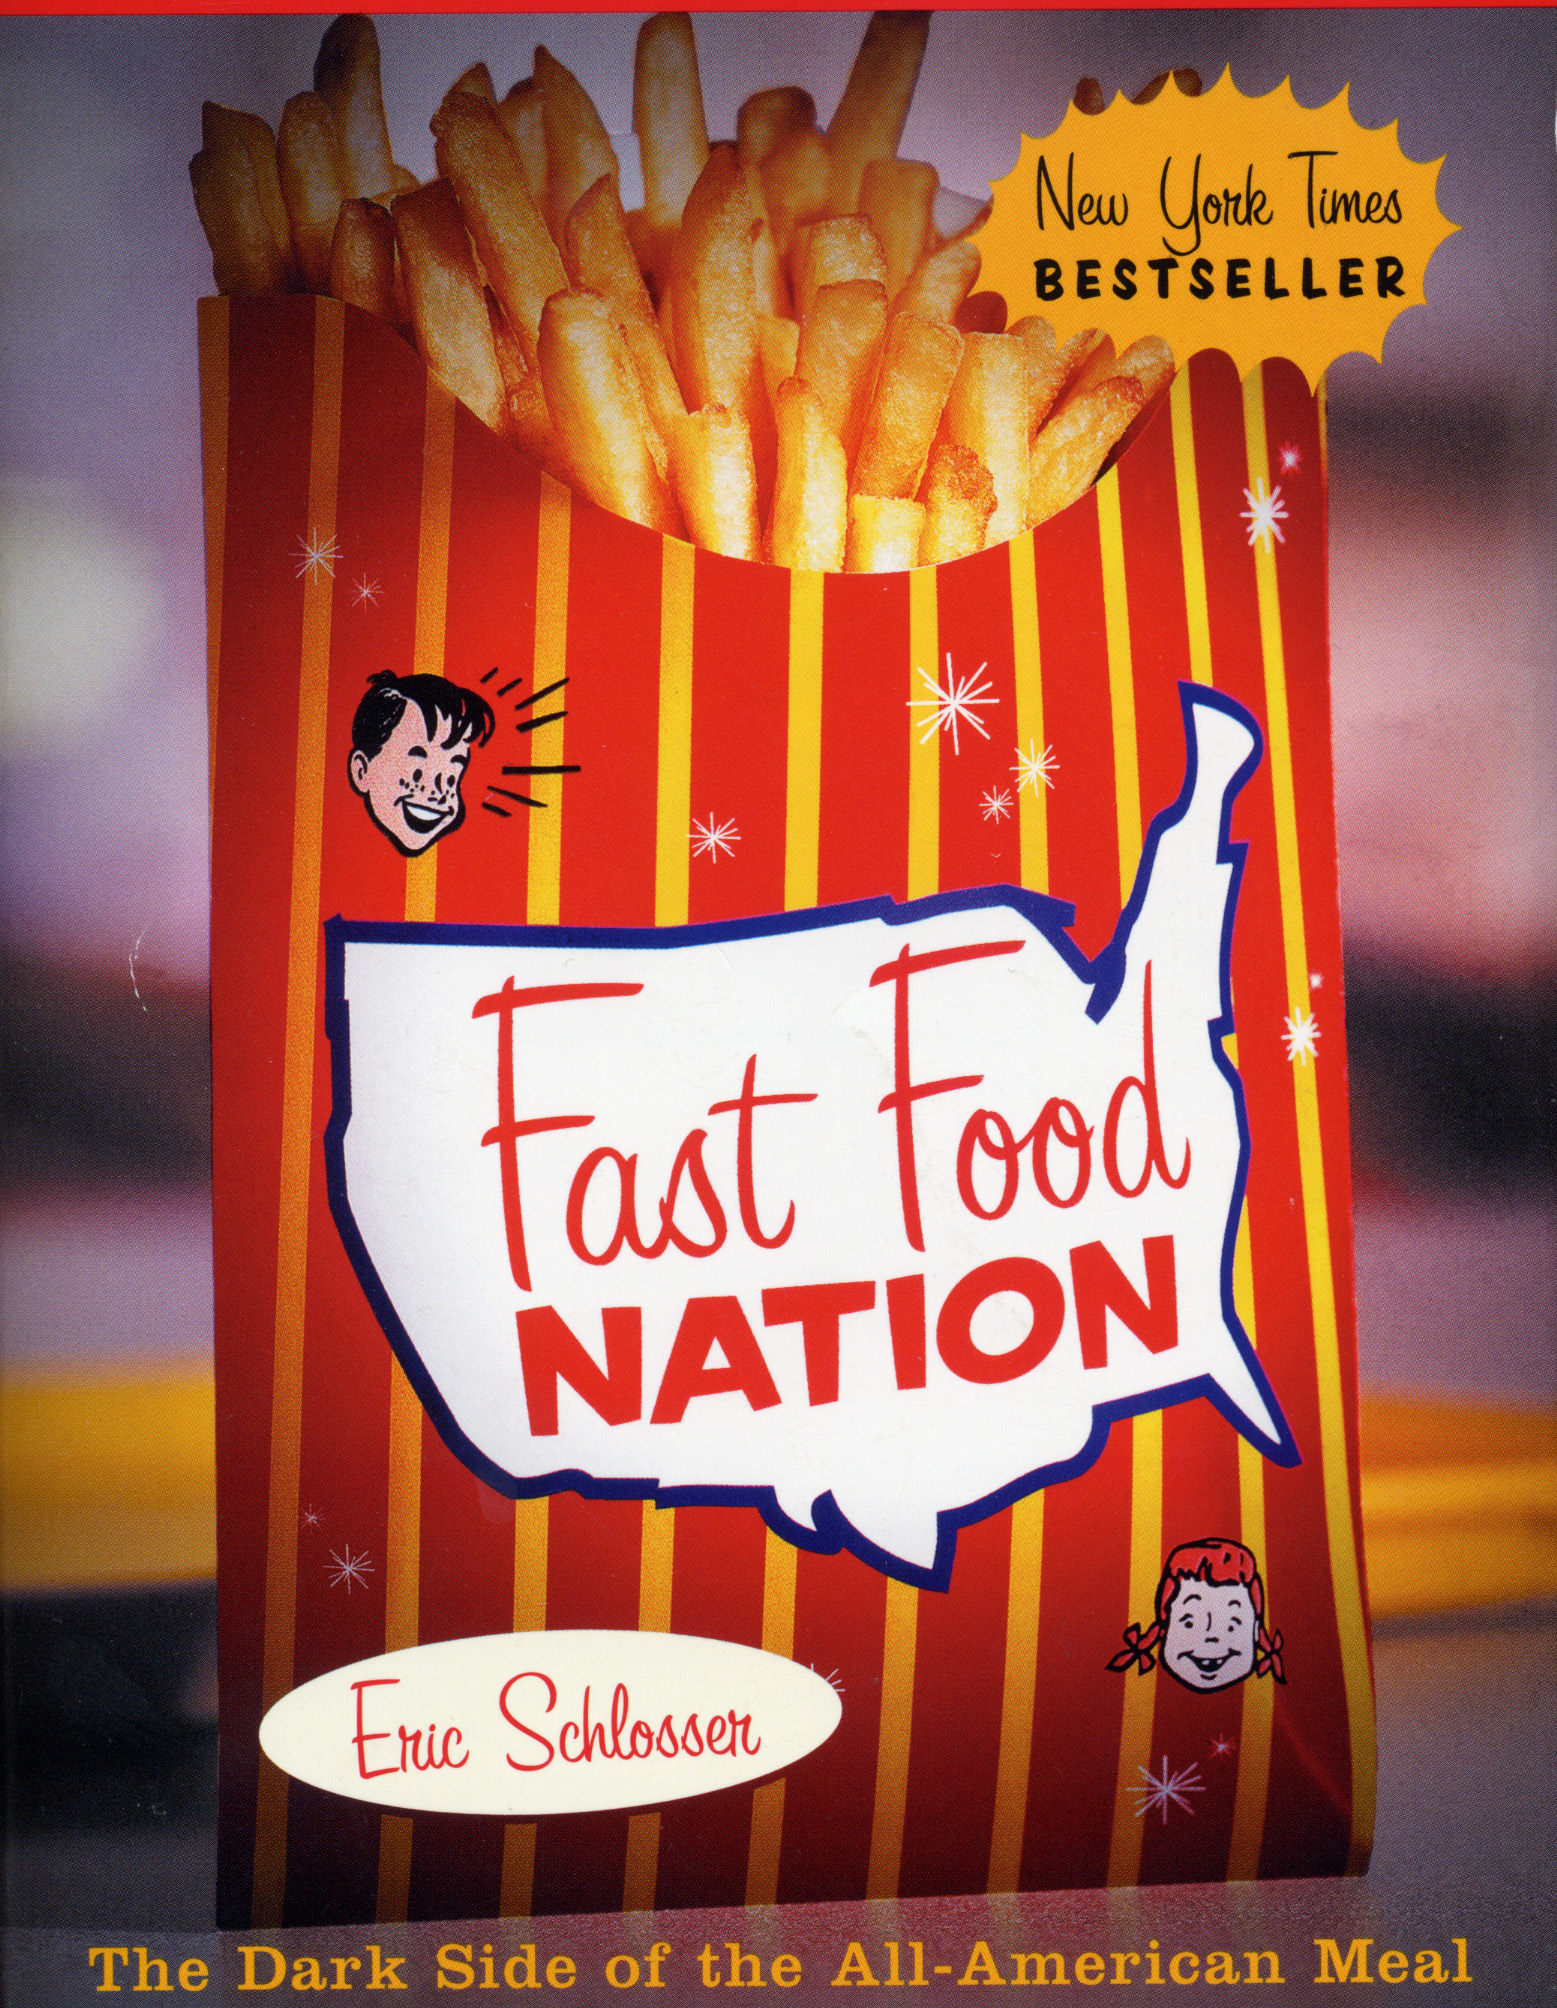 New York Times
BESTSELLER
Fast Food
NATION
Eric Schlosser
The Dark Side of the All-American Meal